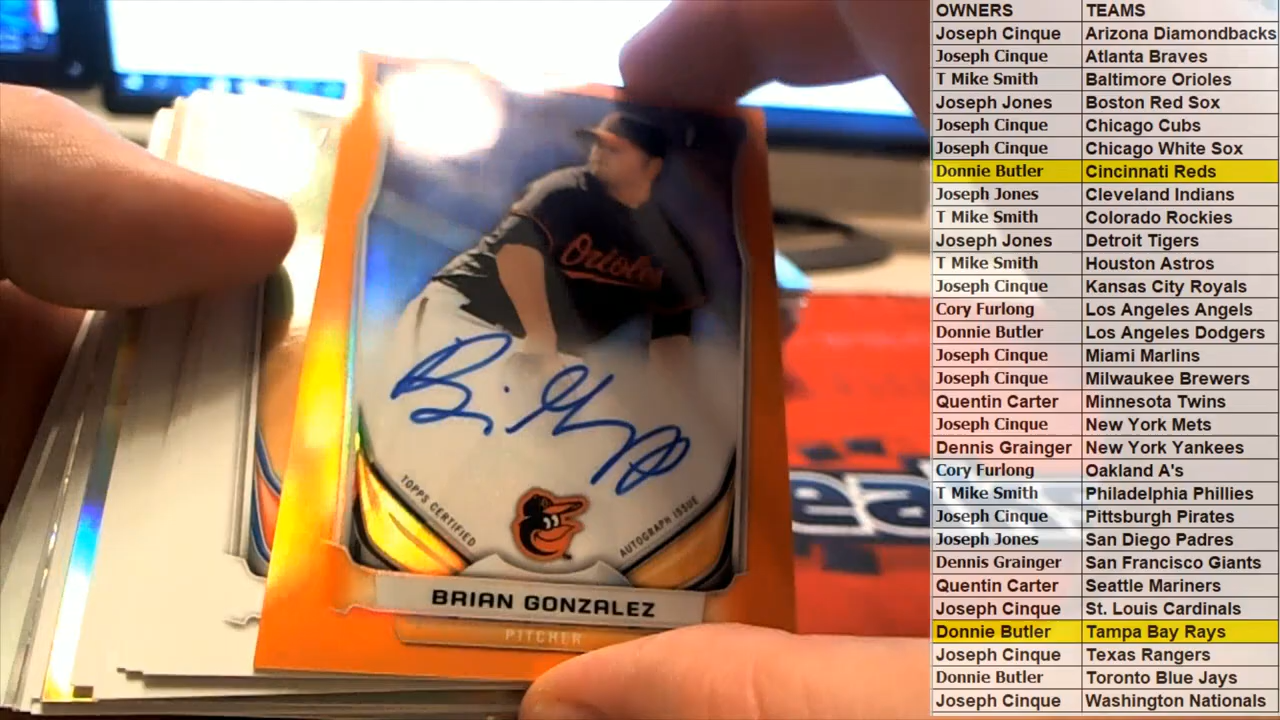 Orioles
TOPPS CERTIFIED
AUTOGRAPH ISSUE
BRIAN GONZALEZ
PITCHER
OWNERS TEAMS
Joseph Cinque Arizona Diamondbacks
Joseph Cinque Atlanta Braves
T Mike Smith Baltimore Orioles
Joseph Jones Boston Red Sox
Joseph Cinque Chicago Cubs
Joseph Cinque Chicago White Sox
Donnie Butler Cincinnati Reds
Joseph Jones Cleveland Indians
T Mike Smith Colorado Rockies
Joseph Jones Detroit Tigers
T Mike Smith Houston Astros
Joseph Cinque Kansas City Royals
Cory Furlong Los Angeles Angels
Donnie Butler Los Angeles Dodgers
Joseph Cinque Miami Marlins
Joseph Cinque Milwaukee Brewers
Quentin Carter Minnesota Twins
Joseph Cinque New York Mets
Dennis Grainger New York Yankees
Cory Furlong Oakland A's
T Mike Smith Philadelphia Phillies
Joseph Cinque Pittsburgh Pirates
Joseph Jones San Diego Padres
Dennis Grainger San Francisco Giants
Quentin Carter Seattle Mariners
Joseph Cinque St. Louis Cardinals
Donnie Butler Tampa Bay Rays
Joseph Cinque Texas Rangers
Donnie Butler Toronto Blue Jays
Joseph Cinque Washington Nationals